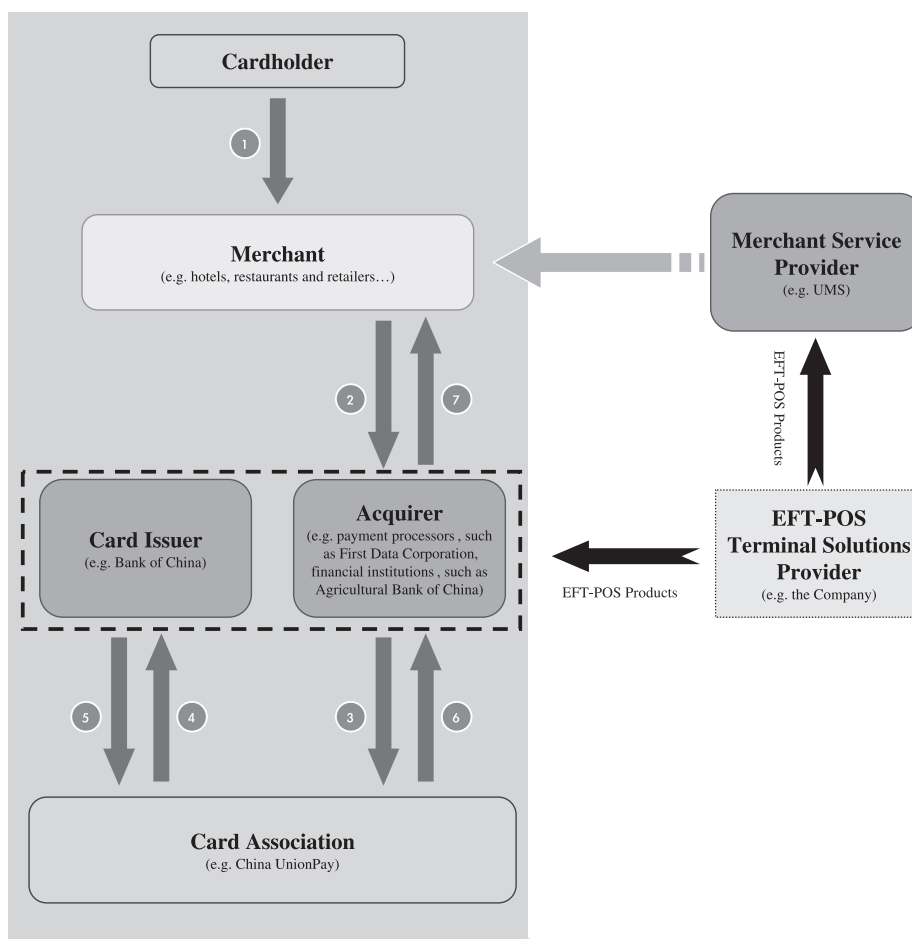 Cardholder
1
Merchant
(e.g. hotels, restaurants and retailers…)
Merchant Service
Provider
(e.g. UMS)
2
7
EFT-POS Products
Card Issuer
(e.g. Bank of China)
Acquirer
(e.g. payment processors , such
as First Data Corporation,
financial institutions , such as
Agricultural Bank of China)
EFT-POS Products
EFT-POS
Terminal Solutions
Provider
(e.g. the Company)
5
4
3
6
Card Association
(e.g. China UnionPay)